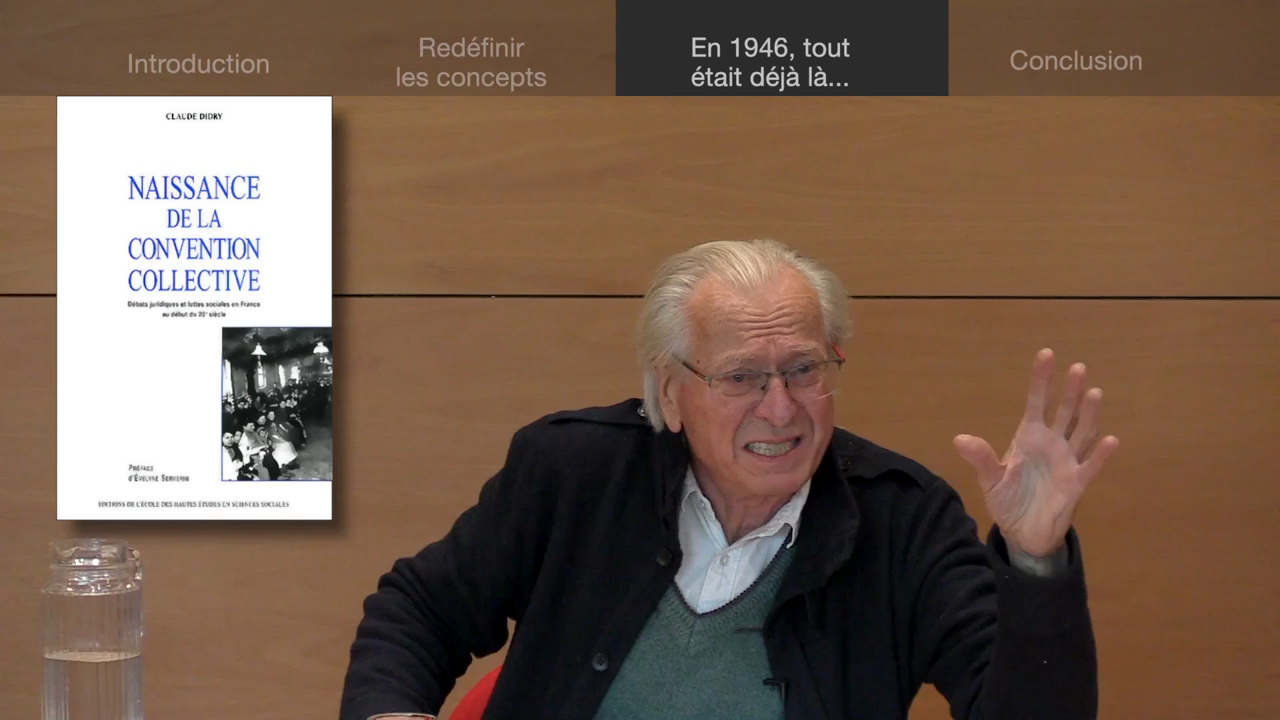 Introduction
Redéfinir
les concepts
En 1946, tout
était déjà là...
Conclusion
CLAUDE DIDRY
NAISSANCE
DE LA
CONVENTION
COLLECTIVE
Débats juridiques et luttes sociales en France
au début du 20e siècle
PRÉFACE
d'ÉVELYNE SERVERIN
ÉDITIONS DE L'ÉCOLE DES HAUTES ÉTUDES EN SCIENCES SOCIALES